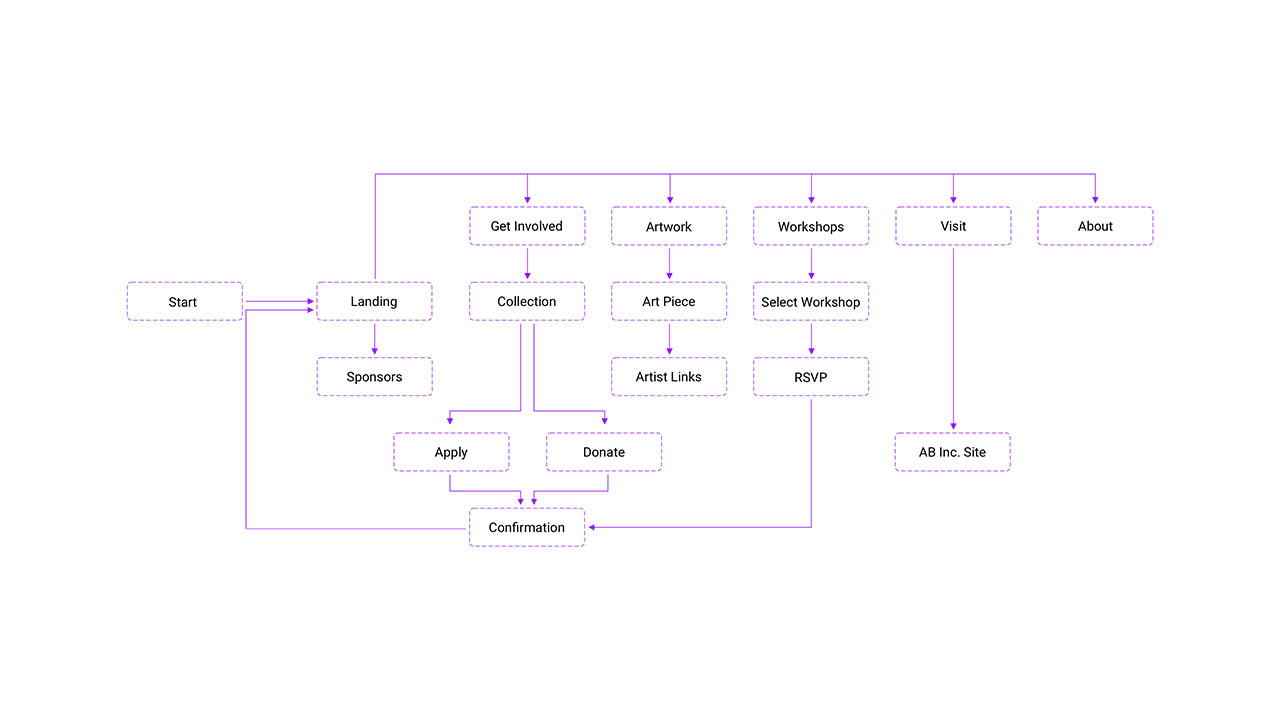 Get Involved
Artwork
Workshops
Visit
About
Start
Landing
Collection
Art Piece
Select Workshop
Sponsors
Artist Links
RSVP
Apply
Donate
AB Inc. Site
Confirmation